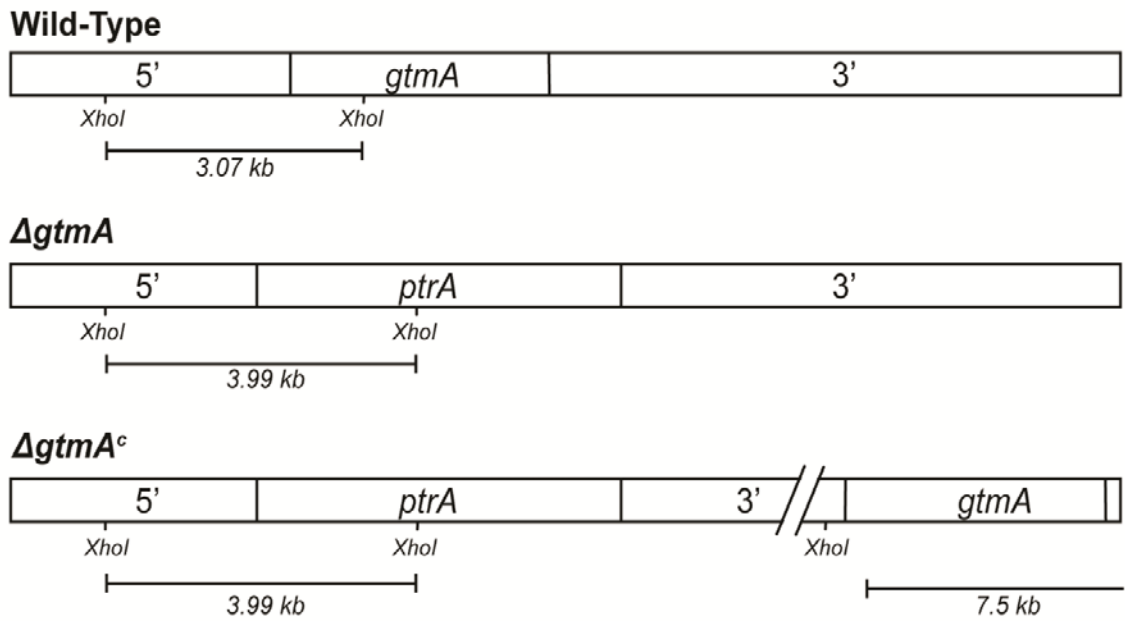 Wild-Type
5’ gtmA 3’
XhoI XhoI
3.07 kb
ΔgtmA
5’ ptrA 3’
XhoI XhoI
3.99 kb
ΔgtmAᶜ
5’ ptrA 3’ gtmA
XhoI XhoI XhoI
3.99 kb 7.5 kb